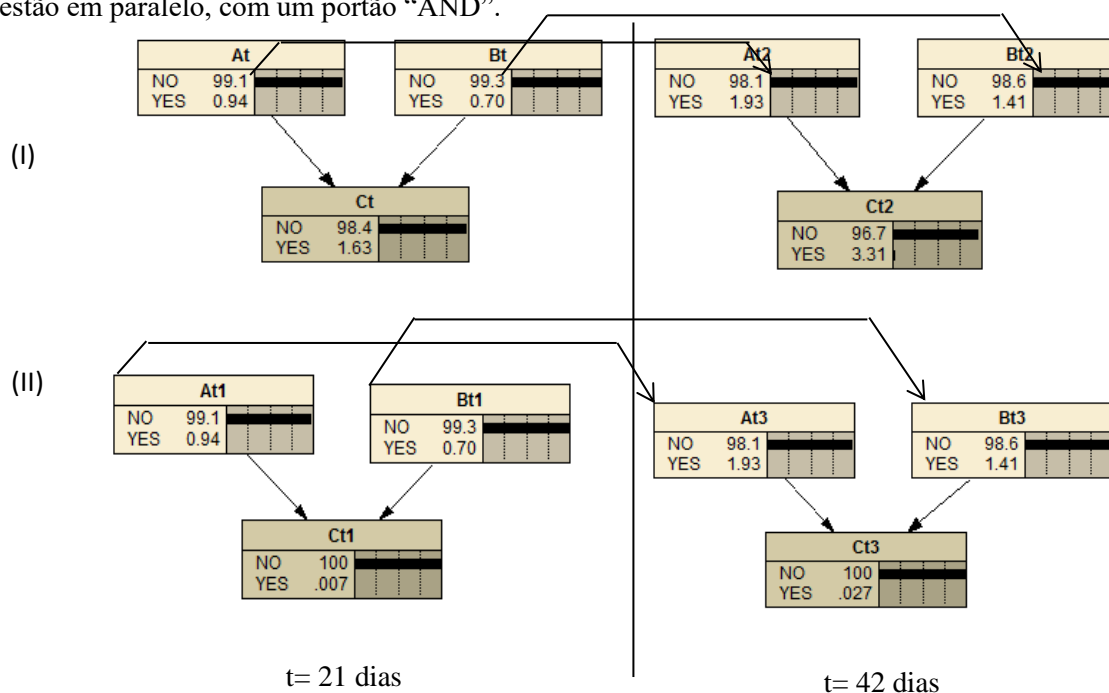 estão em paralelo, com um portão “AND”.
At
NO 99.1
YES 0.94
Bt
NO 99.3
YES 0.70
At2
NO 98.1
YES 1.93
Bt2
NO 98.6
YES 1.41
(I)
Ct
NO 98.4
YES 1.63
Ct2
NO 96.7
YES 3.31
(II)
At1
NO 99.1
YES 0.94
Bt1
NO 99.3
YES 0.70
At3
NO 98.1
YES 1.93
Bt3
NO 98.6
YES 1.41
Ct1
NO 100
YES .007
Ct3
NO 100
YES .027
t= 21 dias
t= 42 dias